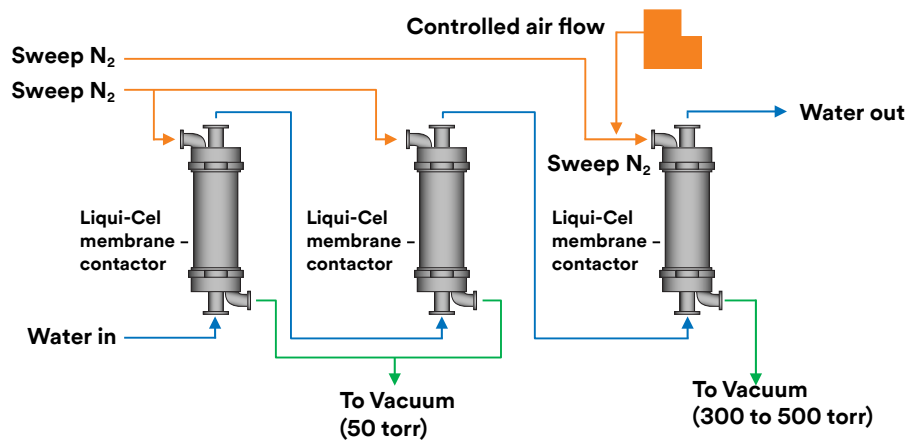 Controlled air flow
Sweep N₂
Sweep N₂
Water out
Sweep N₂
Liqui-Cel
membrane –
contactor
Liqui-Cel
membrane –
contactor
Liqui-Cel
membrane –
contactor
Water in
To Vacuum
(50 torr)
To Vacuum
(300 to 500 torr)